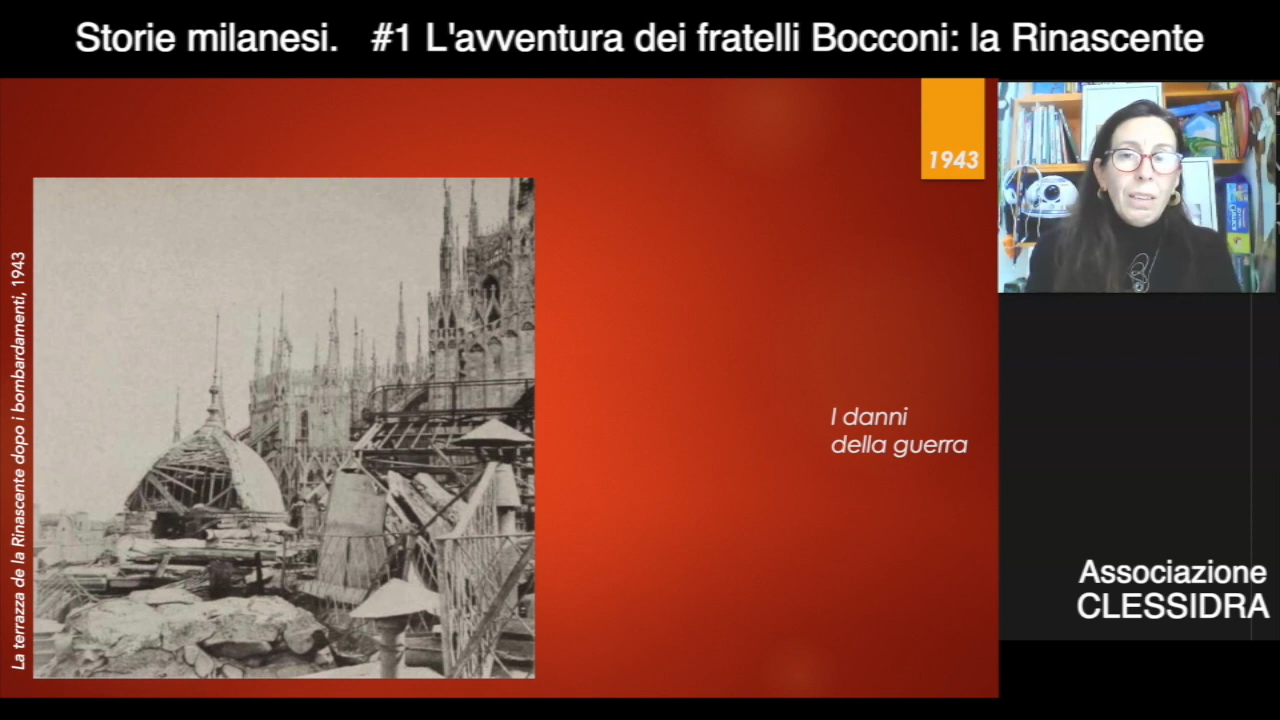 Storie milanesi. #1 L'avventura dei fratelli Bocconi: la Rinascente
1943
La terrazza de la Rinascente dopo i bombardamenti, 1943
I danni
della guerra
Associazione
CLESSIDRA